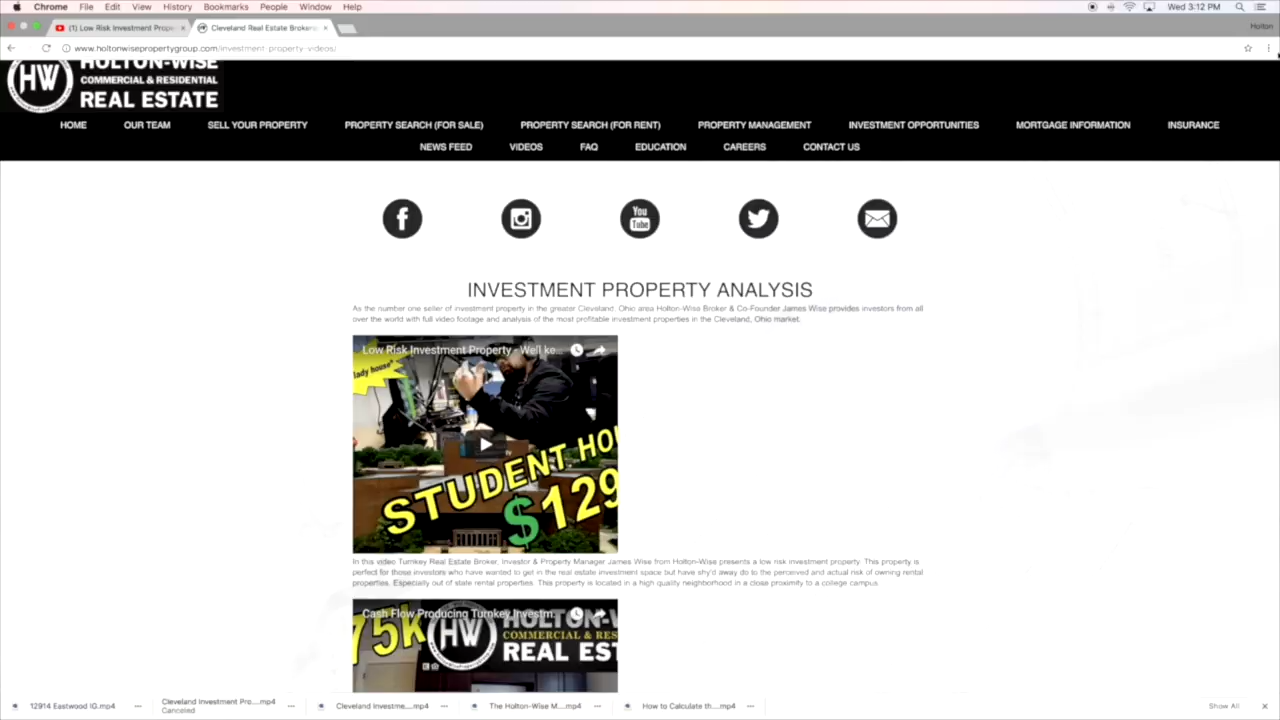 Chrome File Edit View History Bookmarks People Window Help Wed 3:12 PM
(1) Low Risk Investment Prope Cleveland Real Estate Brokers Holton
www.holtonwisepropertygroup.com/investment-property-videos/
HW HOLTON-WISE
COMMERCIAL & RESIDENTIAL
REAL ESTATE
HOME OUR TEAM SELL YOUR PROPERTY PROPERTY SEARCH (FOR SALE) PROPERTY SEARCH (FOR RENT) PROPERTY MANAGEMENT INVESTMENT OPPORTUNITIES MORTGAGE INFORMATION INSURANCE
NEWS FEED VIDEOS FAQ EDUCATION CAREERS CONTACT US
You
Tube
INVESTMENT PROPERTY ANALYSIS
As the number one seller of investment property in the greater Cleveland, Ohio area Holton-Wise Broker & Co-Founder James Wise provides investors from all
over the world with full video footage and analysis of the most profitable investment properties in the Cleveland, Ohio market.
Low Risk Investment Property - Well ke...
lady house"
STUDENT HOU
$129
In this video Turnkey Real Estate Broker, Investor & Property Manager James Wise from Holton-Wise presents a low risk investment property. This property is
perfect for those investors who have wanted to get in the real estate investment space but have shy'd away do to the perceived and actual risk of owning rental
properties. Especially out of state rental properties. This property is located in a high quality neighborhood in a close proximity to a college campus.
Cash Flow Producing Turnkey Investm...
75k HW HOLTON-W
COMMERCIAL & RES
REAL EST
12914 Eastwood IG.mp4 Cleveland Investment Pro....mp4 Cleveland Investme....mp4 The Holton-Wise M....mp4 How to Calculate th....mp4 Show All
Canceled